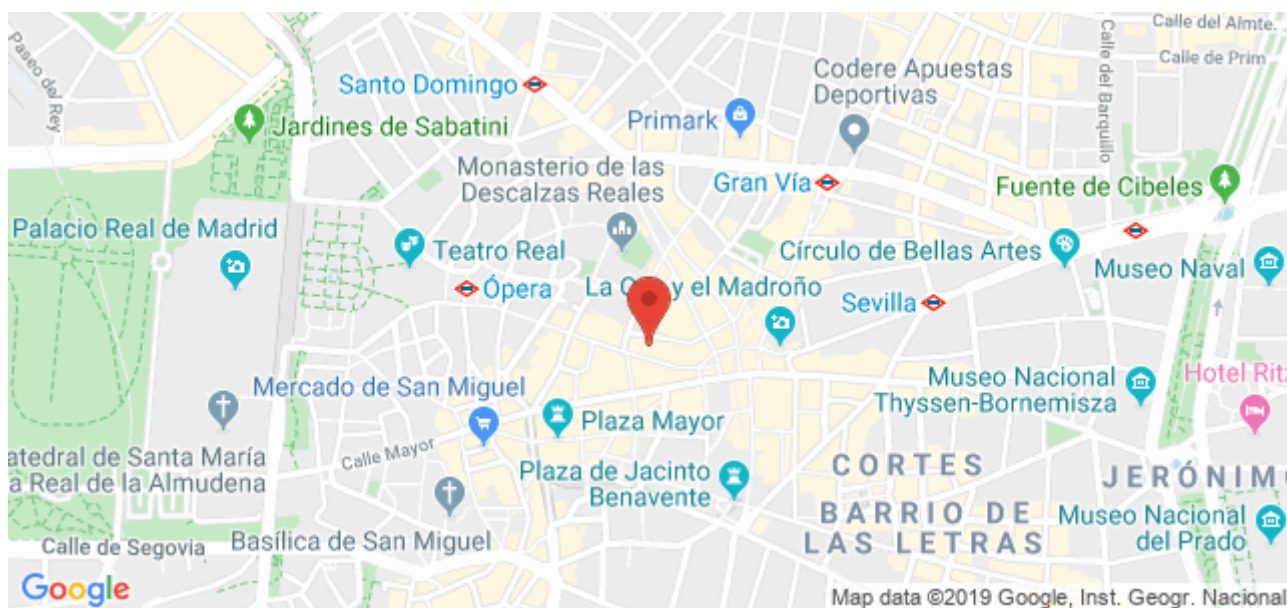 Calle del Almte.
Calle de Prim
Paseo del Rey
Calle del Barquillo
Santo Domingo
Codere Apuestas
Deportivas
Jardines de Sabatini
Primark
Monasterio de las
Descalzas Reales
Gran Vía
Fuente de Cibeles
Palacio Real de Madrid
Teatro Real
Círculo de Bellas Artes
Museo Naval
Ópera
La y el Madroño
Sevilla
Mercado de San Miguel
Museo Nacional
Thyssen-Bornemisza
Hotel Ritz
Plaza Mayor
Calle Mayor
atedral de Santa María
a Real de la Almudena
Plaza de Jacinto
Benavente
CORTES
JERÓNIMO
BARRIO DE
LAS LETRAS
Museo Nacional
del Prado
Calle de Segovia
Basílica de San Miguel
Google
Map data ©2019 Google, Inst. Geogr. Nacional